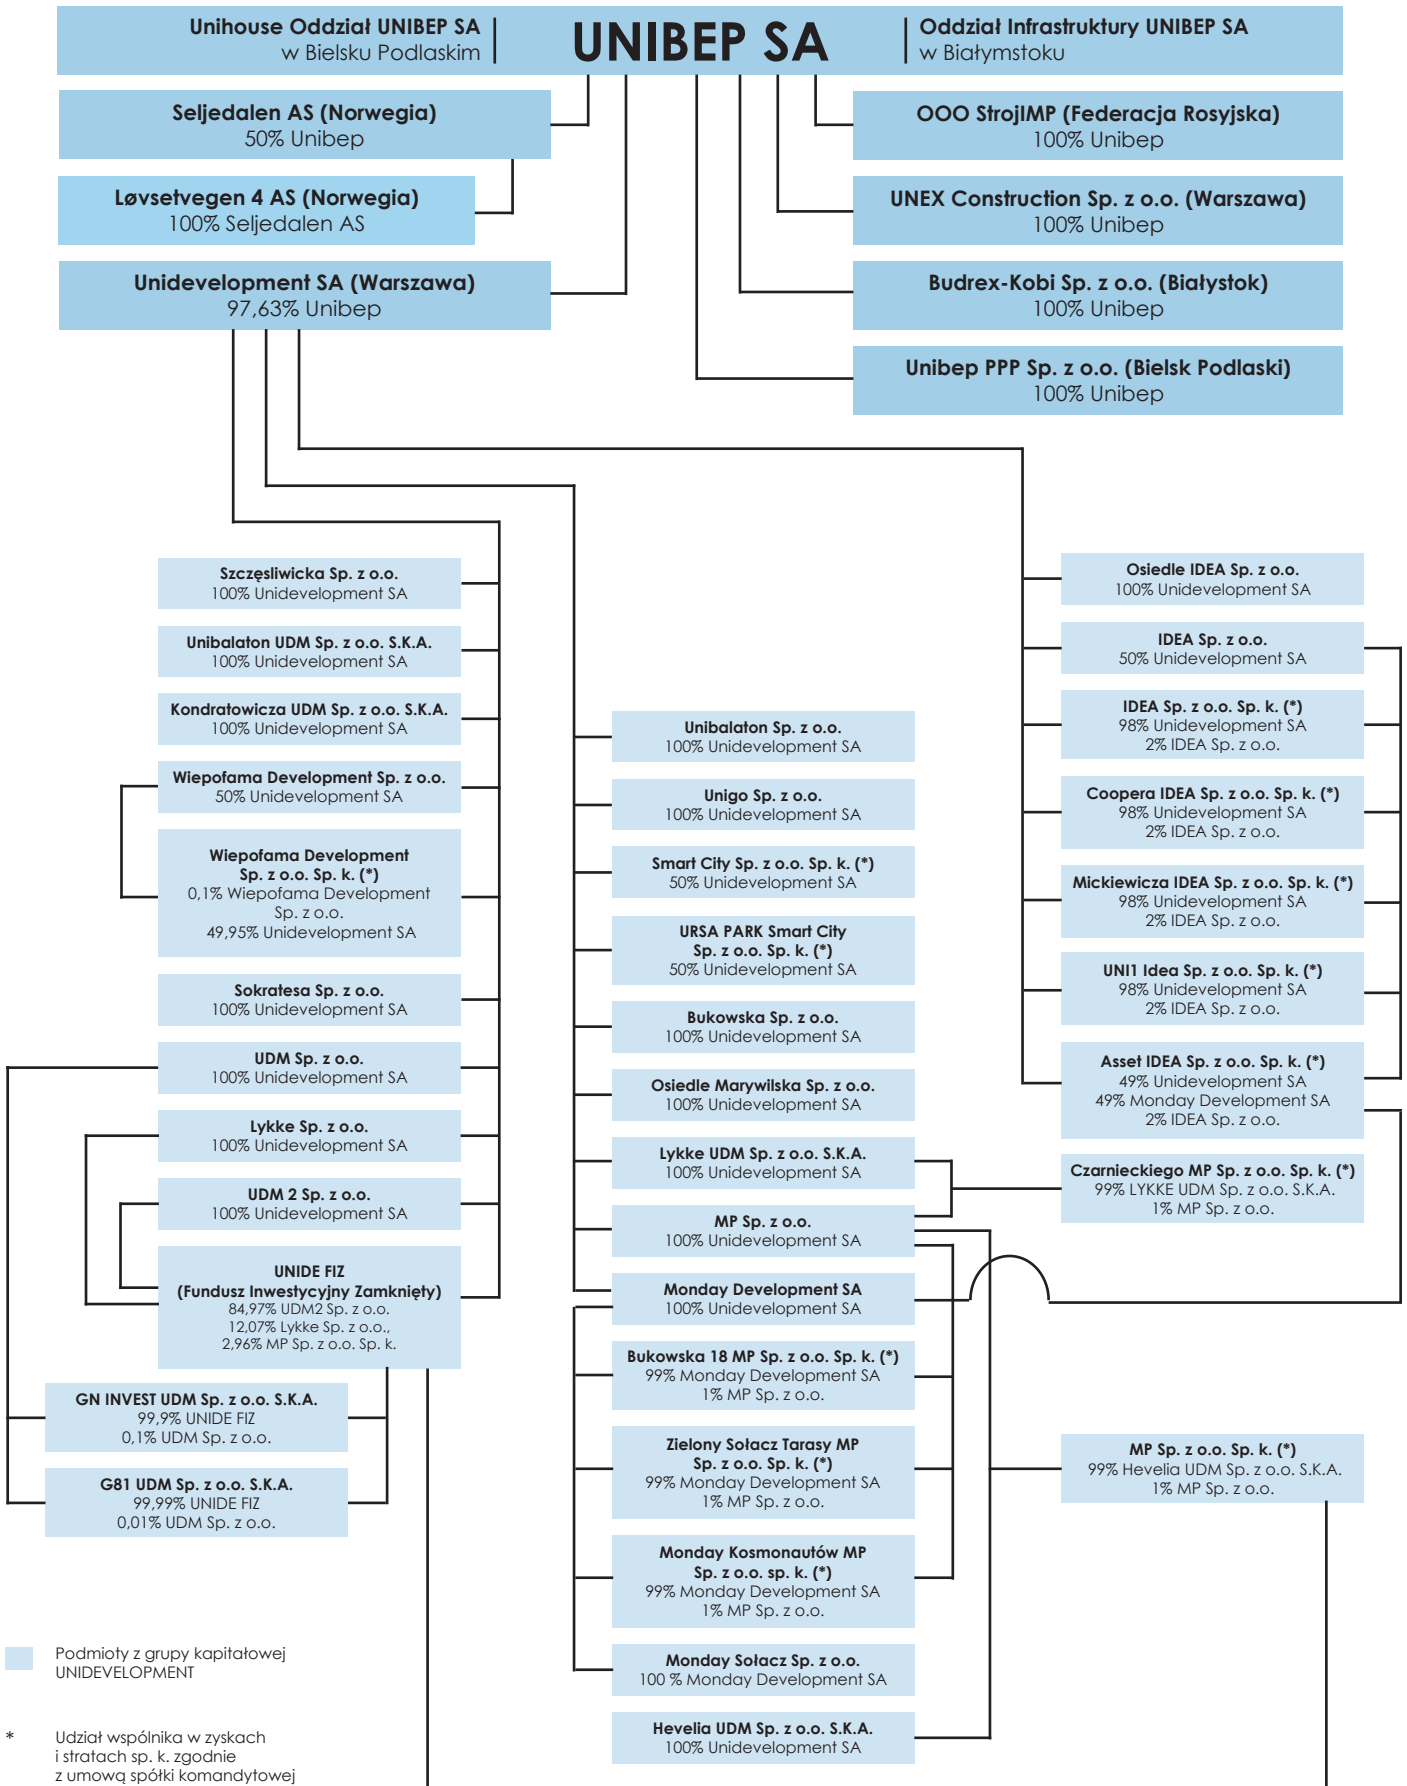 Unihouse Oddział UNIBEP SA
w Bielsku Podlaskim
UNIBEP SA
Oddział Infrastruktury UNIBEP SA
w Białymstoku
Seljedalen AS (Norwegia)
50% Unibep
Løvsetvegen 4 AS (Norwegia)
100% Seljedalen AS
Unidevelopment SA (Warszawa)
97,63% Unibep
OOO StrojIMP (Federacja Rosyjska)
100% Unibep
UNEX Construction Sp. z o.o. (Warszawa)
100% Unibep
Budrex-Kobi Sp. z o.o. (Białystok)
100% Unibep
Unibep PPP Sp. z o.o. (Bielsk Podlaski)
100% Unibep
Szczęsliwicka Sp. z o.o.
100% Unidevelopment SA
Unibalaton UDM Sp. z o.o. S.K.A.
100% Unidevelopment SA
Kondratowicza UDM Sp. z o.o. S.K.A.
100% Unidevelopment SA
Wiepofama Development Sp. z o.o.
50% Unidevelopment SA
Wiepofama Development
Sp. z o.o. Sp. k. (*)
0,1% Wiepofama Development
Sp. z o.o.
49,95% Unidevelopment SA
Sokratesa Sp. z o.o.
100% Unidevelopment SA
UDM Sp. z o.o.
100% Unidevelopment SA
Lykke Sp. z o.o.
100% Unidevelopment SA
UDM 2 Sp. z o.o.
100% Unidevelopment SA
UNIDE FIZ
(Fundusz Inwestycyjny Zamknięty)
84,97% UDM2 Sp. z o.o.
12,07% Lykke Sp. z o.o.,
2,96% MP Sp. z o.o. Sp. k.
GN INVEST UDM Sp. z o.o. S.K.A.
99,9% UNIDE FIZ
0,1% UDM Sp. z o.o.
G81 UDM Sp. z o.o. S.K.A.
99,99% UNIDE FIZ
0,01% UDM Sp. z o.o.
Unibalaton Sp. z o.o.
100% Unidevelopment SA
Unigo Sp. z o.o.
100% Unidevelopment SA
Smart City Sp. z o.o. Sp. k. (*)
50% Unidevelopment SA
URSA PARK Smart City
Sp. z o.o. Sp. k. (*)
50% Unidevelopment SA
Bukowska Sp. z o.o.
100% Unidevelopment SA
Osiedle Marywilska Sp. z o.o.
100% Unidevelopment SA
Lykke UDM Sp. z o.o. S.K.A.
100% Unidevelopment SA
MP Sp. z o.o.
100% Unidevelopment SA
Monday Development SA
100% Unidevelopment SA
Bukowska 18 MP Sp. z o.o. Sp. k. (*)
99% Monday Development SA
1% MP Sp. z o.o.
Zielony Sołacz Tarasy MP
Sp. z o.o. Sp. k. (*)
99% Monday Development SA
1% MP Sp. z o.o.
Monday Kosmonautów MP
Sp. z o.o. sp. k. (*)
99% Monday Development SA
1% MP Sp. z o.o.
Monday Sołacz Sp. z o.o.
100 % Monday Development SA
Hevelia UDM Sp. z o.o. S.K.A.
100% Unidevelopment SA
Osiedle IDEA Sp. z o.o.
100% Unidevelopment SA
IDEA Sp. z o.o.
50% Unidevelopment SA
IDEA Sp. z o.o. Sp. k. (*)
98% Unidevelopment SA
2% IDEA Sp. z o.o.
Coopera IDEA Sp. z o.o. Sp. k. (*)
98% Unidevelopment SA
2% IDEA Sp. z o.o.
Mickiewicza IDEA Sp. z o.o. Sp. k. (*)
98% Unidevelopment SA
2% IDEA Sp. z o.o.
UNI1 Idea Sp. z o.o. Sp. k. (*)
98% Unidevelopment SA
2% IDEA Sp. z o.o.
Asset IDEA Sp. z o.o. Sp. k. (*)
49% Unidevelopment SA
49% Monday Development SA
2% IDEA Sp. z o.o.
Czarnieckiego MP Sp. z o.o. Sp. k. (*)
99% LYKKE UDM Sp. z o.o. S.K.A.
1% MP Sp. z o.o.
MP Sp. z o.o. Sp. k. (*)
99% Hevelia UDM Sp. z o.o. S.K.A.
1% MP Sp. z o.o.
Podmioty z grupy kapitałowej
UNIDEVELOPMENT
* Udział wspólnika w zyskach
i stratach sp. k. zgodnie
z umową spółki komandytowej